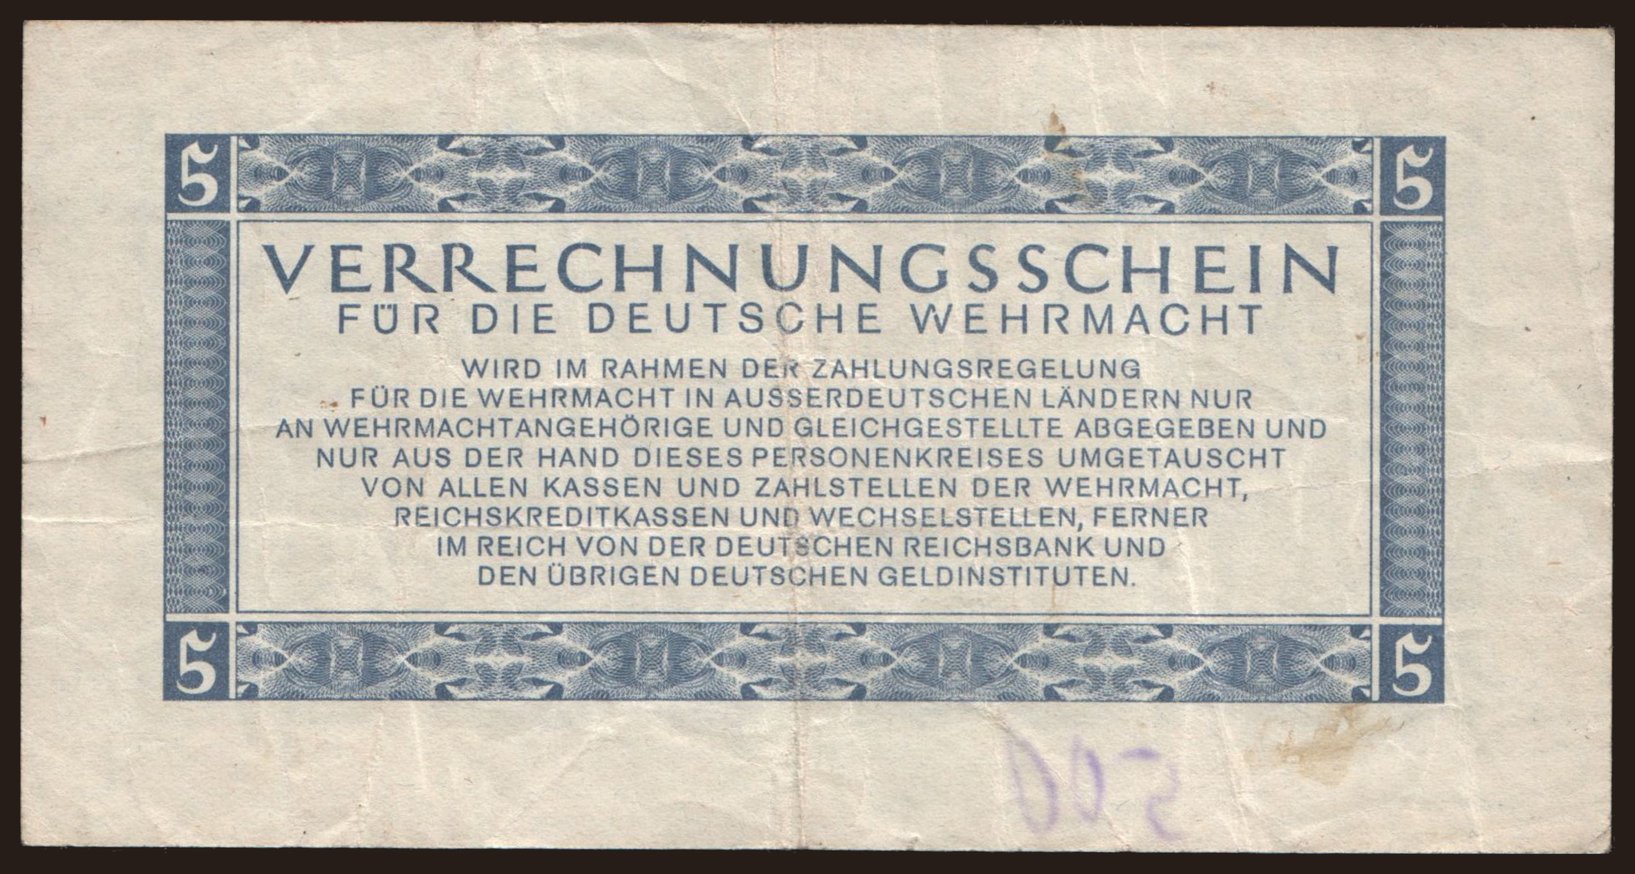 5 5
VERRECHNUNGSSCHEIN
FÜR DIE DEUTSCHE WEHRMACHT
WIRD IM RAHMEN DER ZAHLUNGSREGELUNG
FÜR DIE WEHRMACHT IN AUSSERDEUTSCHEN LÄNDERN NUR
AN WEHRMACHTANGEHÖRIGE UND GLEICHGESTELLTE ABGEGEBEN UND
NUR AUS DER HAND DIESES PERSONENKREISES UMGETAUSCHT
VON ALLEN KASSEN UND ZAHLSTELLEN DER WEHRMACHT,
REICHSKREDITKASSEN UND WECHSELSTELLEN, FERNER
IM REICH VON DER DEUTSCHEN REICHSBANK UND
DEN ÜBRIGEN DEUTSCHEN GELDINSTITUTEN.
5 5
500